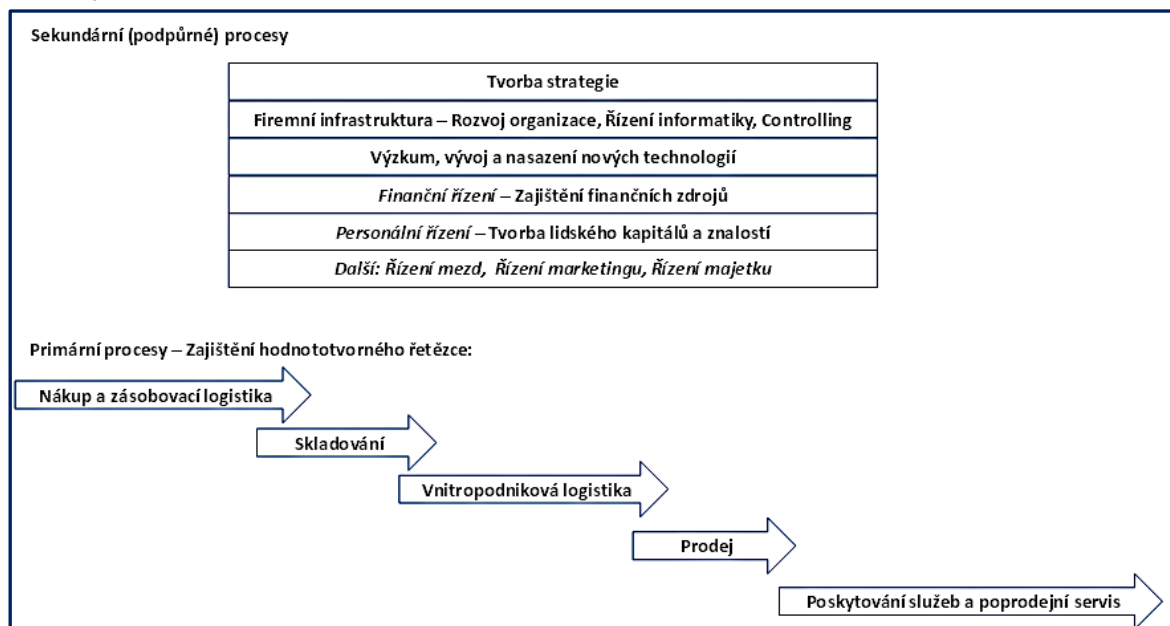 Sekundární (podpůrné) procesy
Tvorba strategie
Firemní infrastruktura – Rozvoj organizace, Řízení informatiky, Controlling
Výzkum, vývoj a nasazení nových technologií
Finanční řízení – Zajištění finančních zdrojů
Personální řízení – Tvorba lidského kapitálů a znalostí
Další: Řízení mezd, Řízení marketingu, Řízení majetku
Primární procesy – Zajištění hodnototvorného řetězce:
Nákup a zásobovací logistika
Skladování
Vnitropodniková logistika
Prodej
Poskytování služeb a poprodejní servis